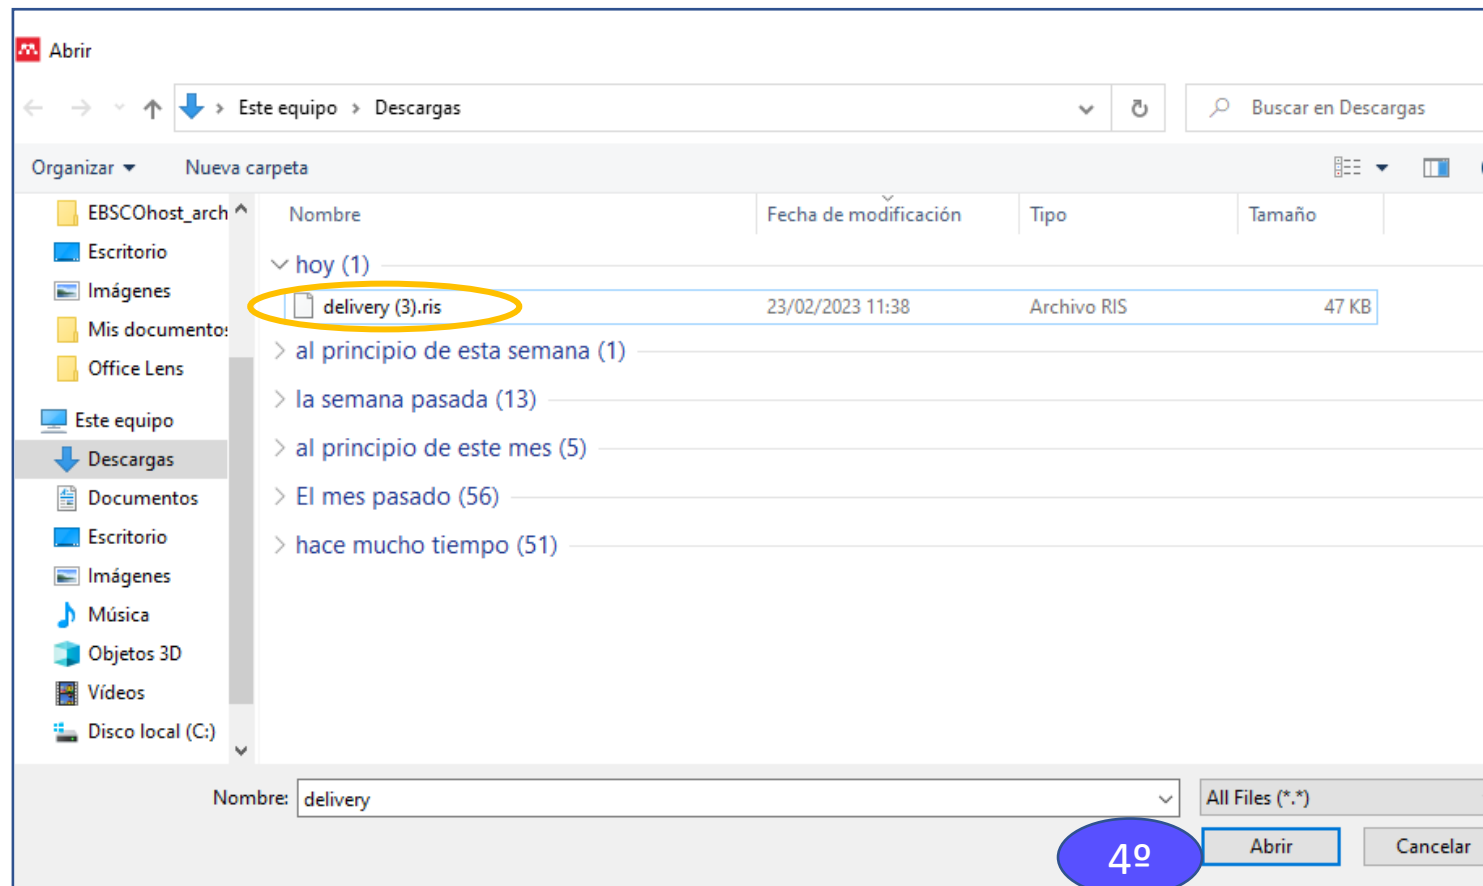 Abrir
Este equipo > Descargas
Buscar en Descargas
Organizar
Nueva carpeta
EBSCOhost_arch
Nombre
Fecha de modificación
Tipo
Tamaño
Escritorio
hoy (1)
Imágenes
delivery (3).ris
23/02/2023 11:38
Archivo RIS
47 KB
Mis documentos
al principio de esta semana (1)
Office Lens
la semana pasada (13)
Este equipo
al principio de este mes (5)
Descargas
El mes pasado (56)
Documentos
hace mucho tiempo (51)
Escritorio
Imágenes
Música
Objetos 3D
Vídeos
Disco local (C:)
Nombre:
delivery
All Files (*.*)
4º
Abrir
Cancelar